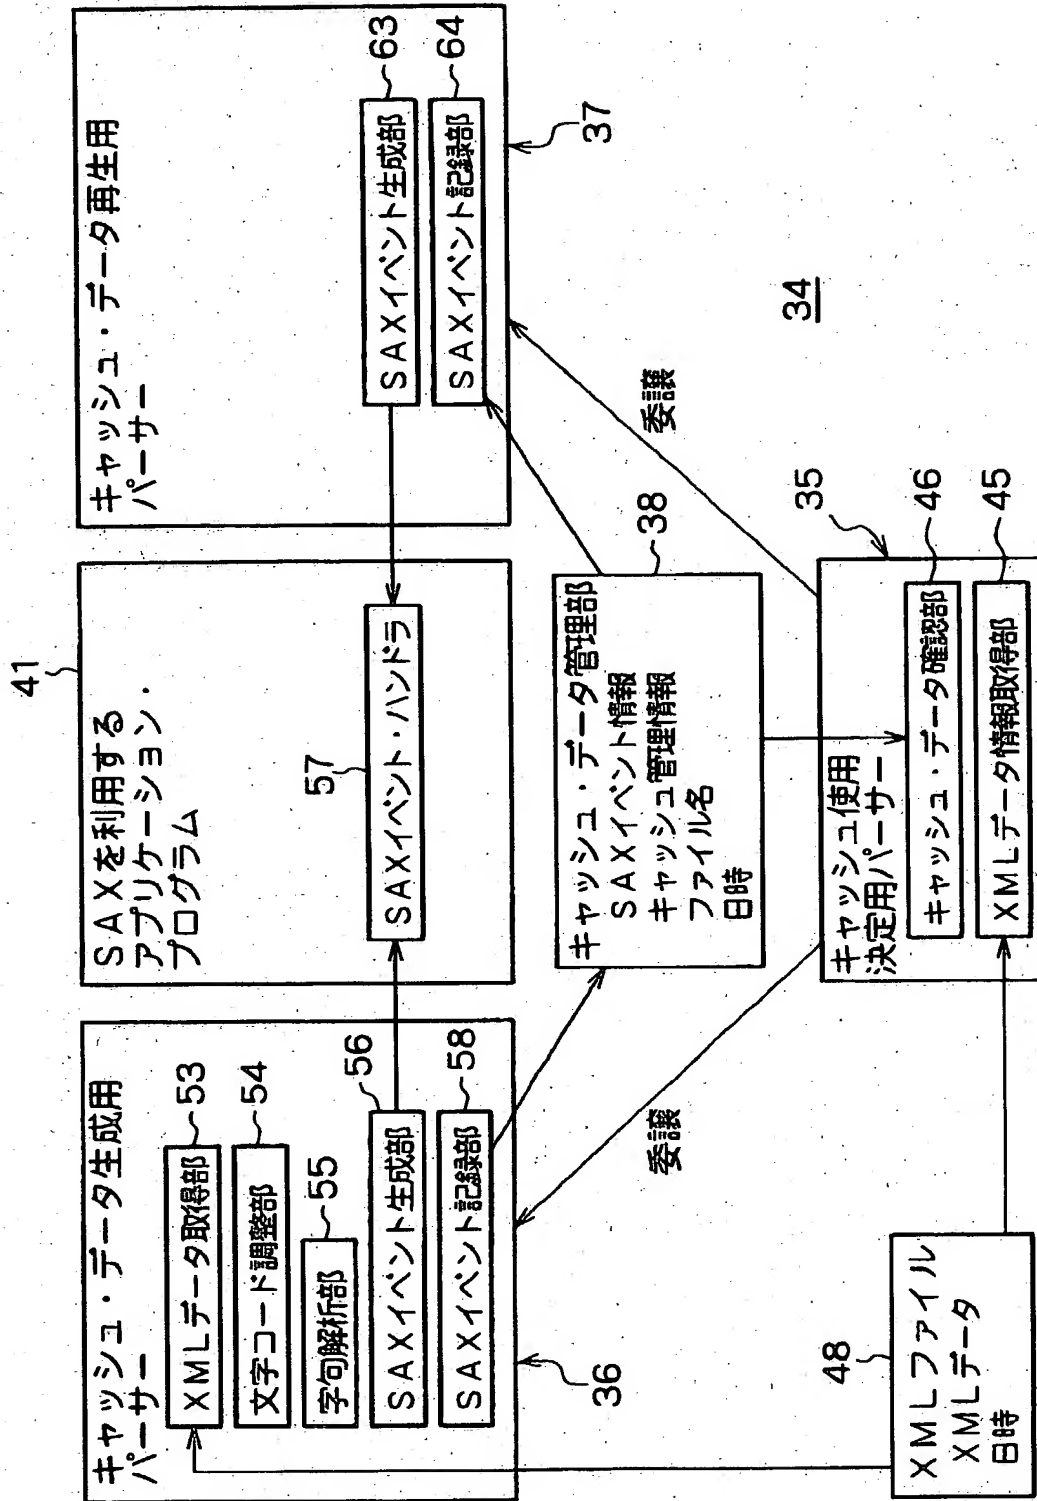 キャッシュ・データ生成用
パーサー
XMLデータ取得部
53
文字コード調整部
54
字句解析部
55
SAXイベント生成部
56
SAXイベント記録部
58
36
41
SAXを利用する
アプリケーション・
プログラム
57
SAXイベント・ハンドラ
キャッシュ・データ再生用
パーサー
SAXイベント生成部
63
SAXイベント記録部
64
37
キャッシュ・データ管理部
SAXイベント情報
キャッシュ管理情報
ファイル名
日時
38
委譲
委譲
34
XMLファイル
XMLデータ
日時
48
キャッシュ使用
決定用パーサー
35
キャッシュ・データ確認部
46
XMLデータ情報取得部
45